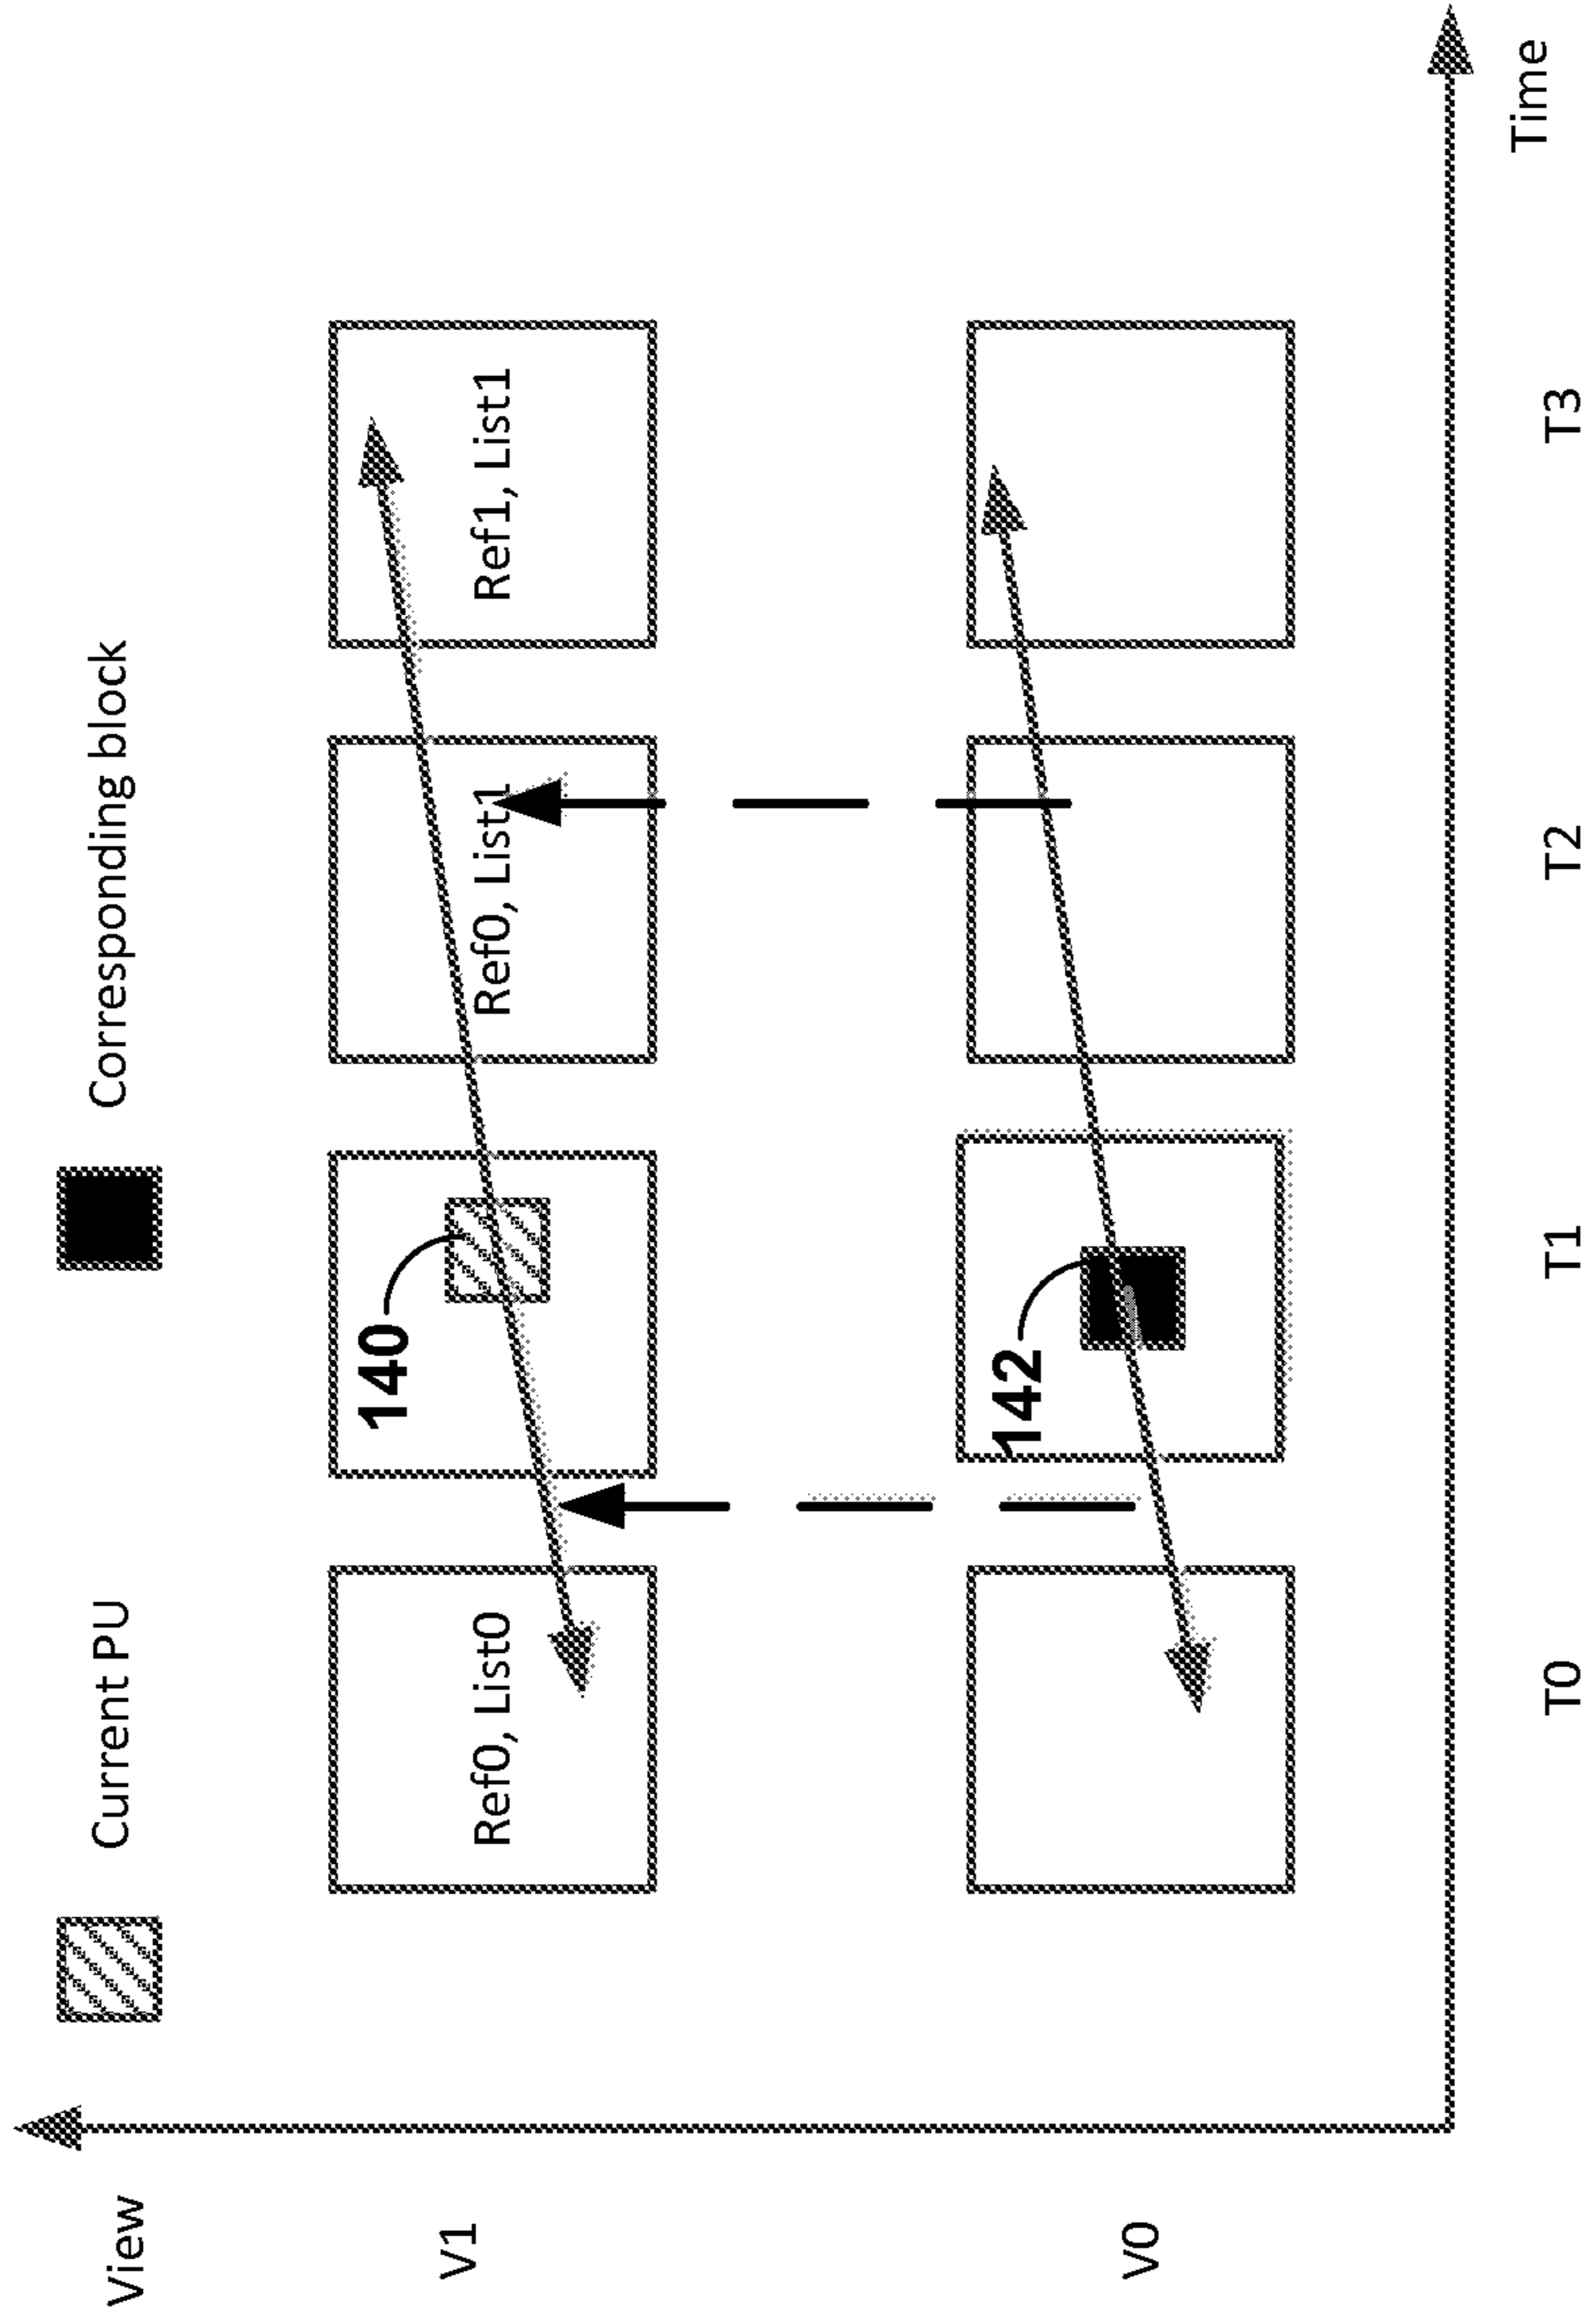 View
Current PU
Corresponding block
V1
Ref0, List0
140
Ref0, List1
Ref1, List1
V0
142
T0
T1
T2
T3
Time